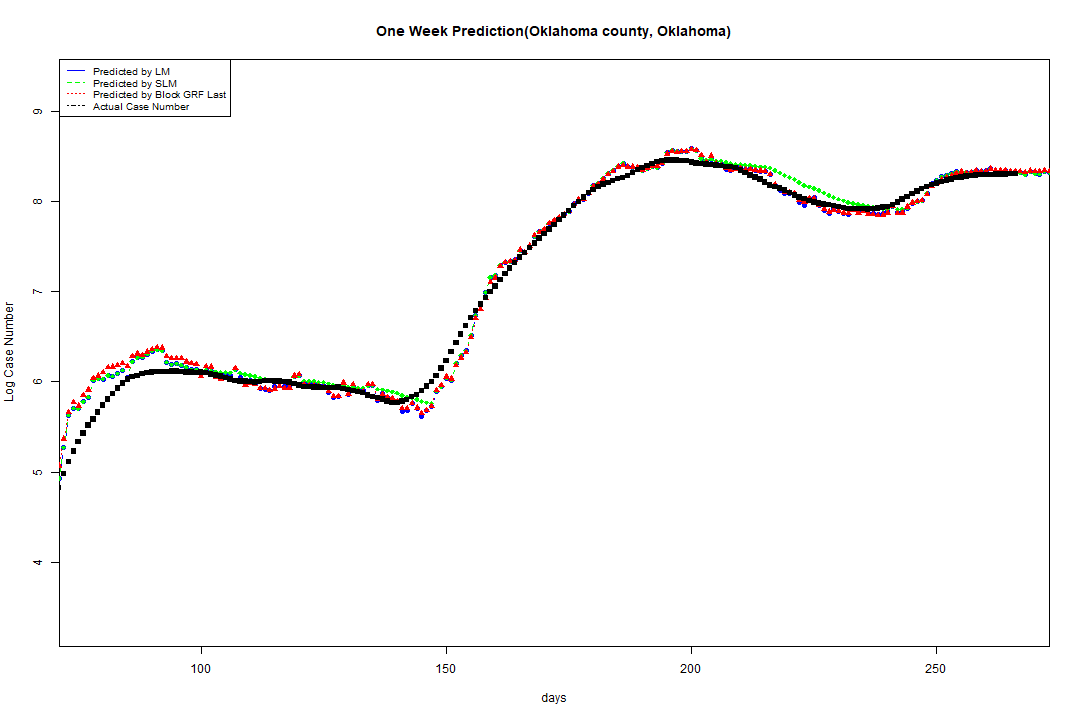 One Week Prediction(Oklahoma county, Oklahoma)
Predicted by LM
Predicted by SLM
Predicted by Block GRF Last
Actual Case Number
9
8
7
6
5
4
Log Case Number
100 150 200 250
days